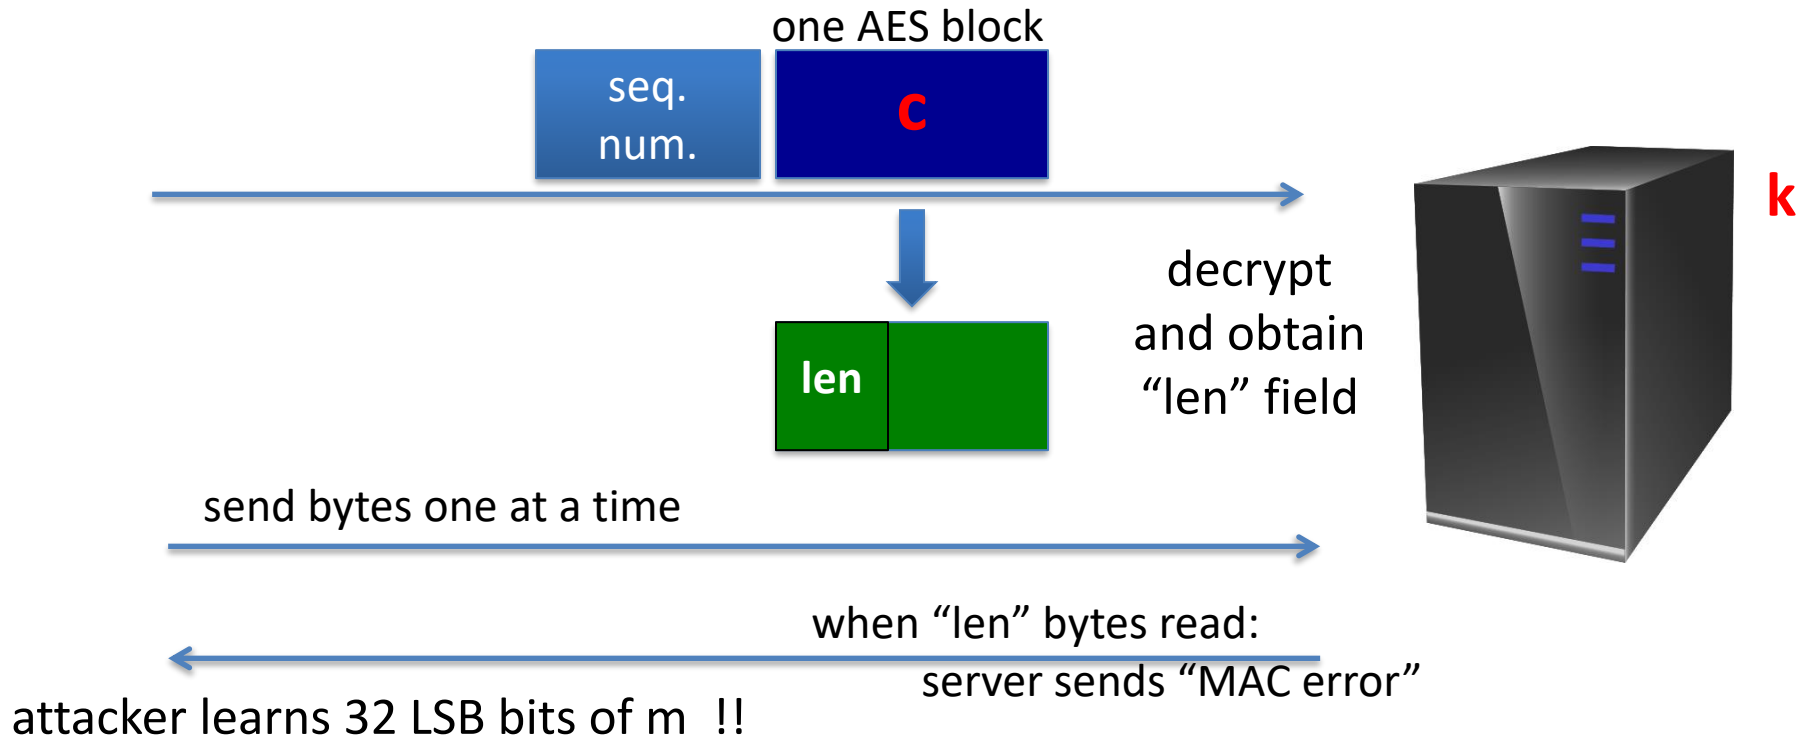 one AES block
seq.
num.
c
k
decrypt
and obtain
“len” field
len
send bytes one at a time
when “len” bytes read:
server sends “MAC error”
attacker learns 32 LSB bits of m  !!